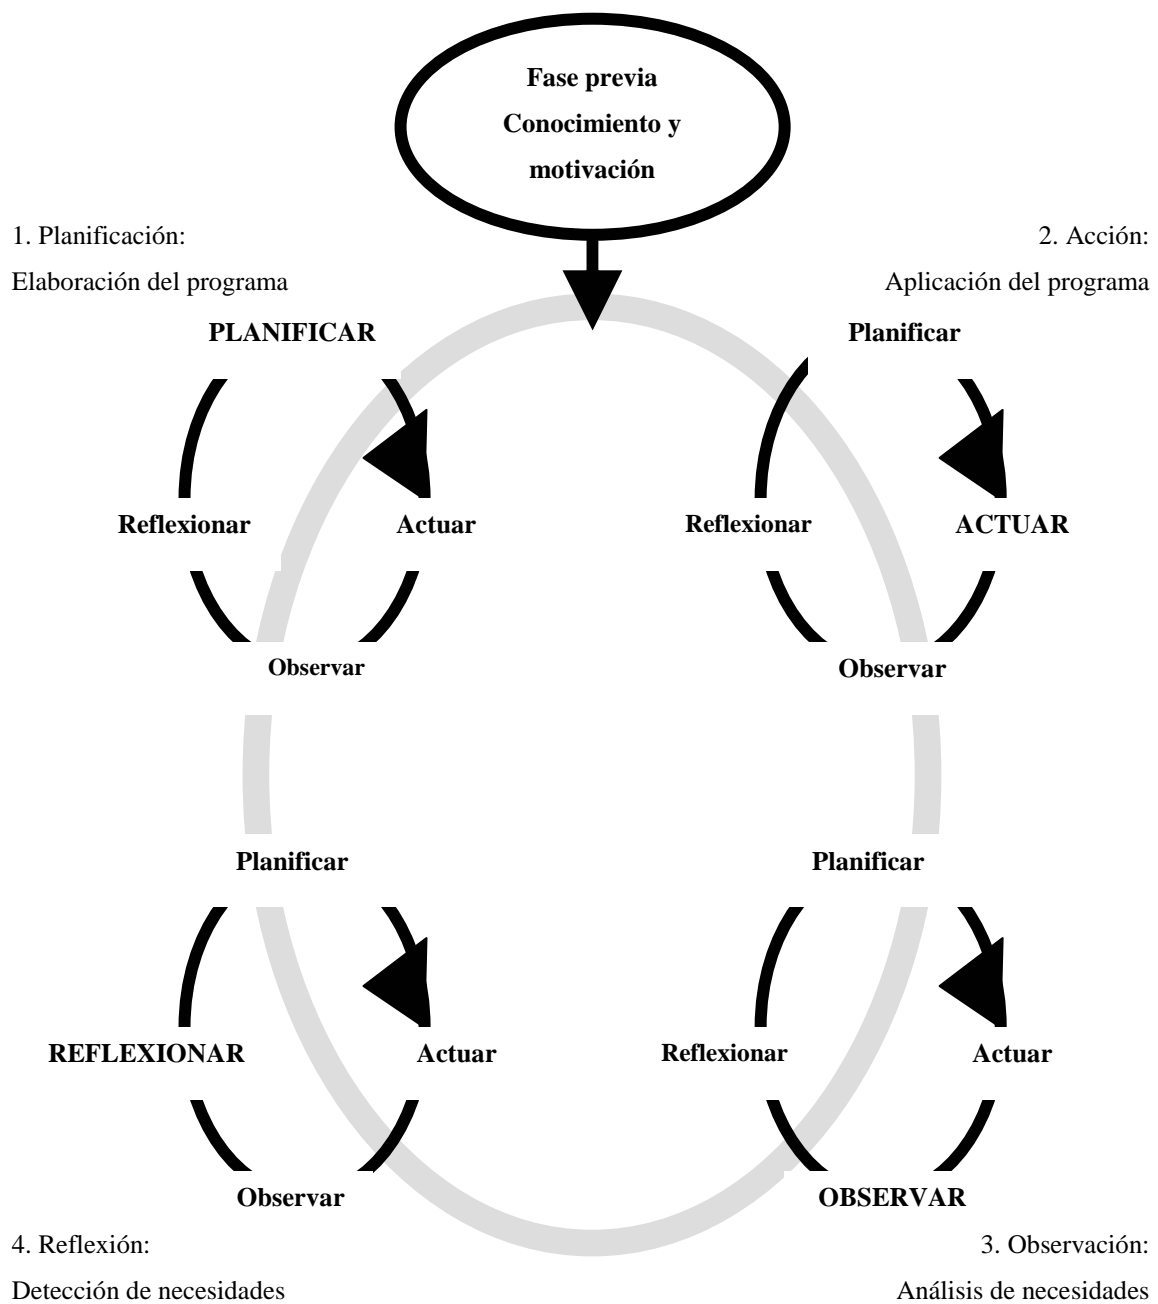 Fase previa
Conocimiento y
motivación
1. Planificación:
Elaboración del programa
2. Acción:
Aplicación del programa
PLANIFICAR
Reflexionar
Actuar
Observar
Planificar
Reflexionar
ACTUAR
Observar
Planificar
REFLEXIONAR
Actuar
Observar
Planificar
Reflexionar
Actuar
OBSERVAR
4. Reflexión:
Detección de necesidades
3. Observación:
Análisis de necesidades